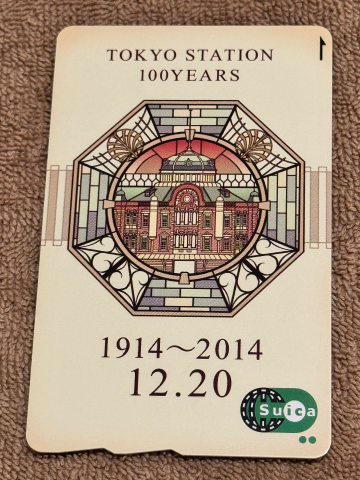 TOKYO STATION
100YEARS
1914～2014
12.20
Suica